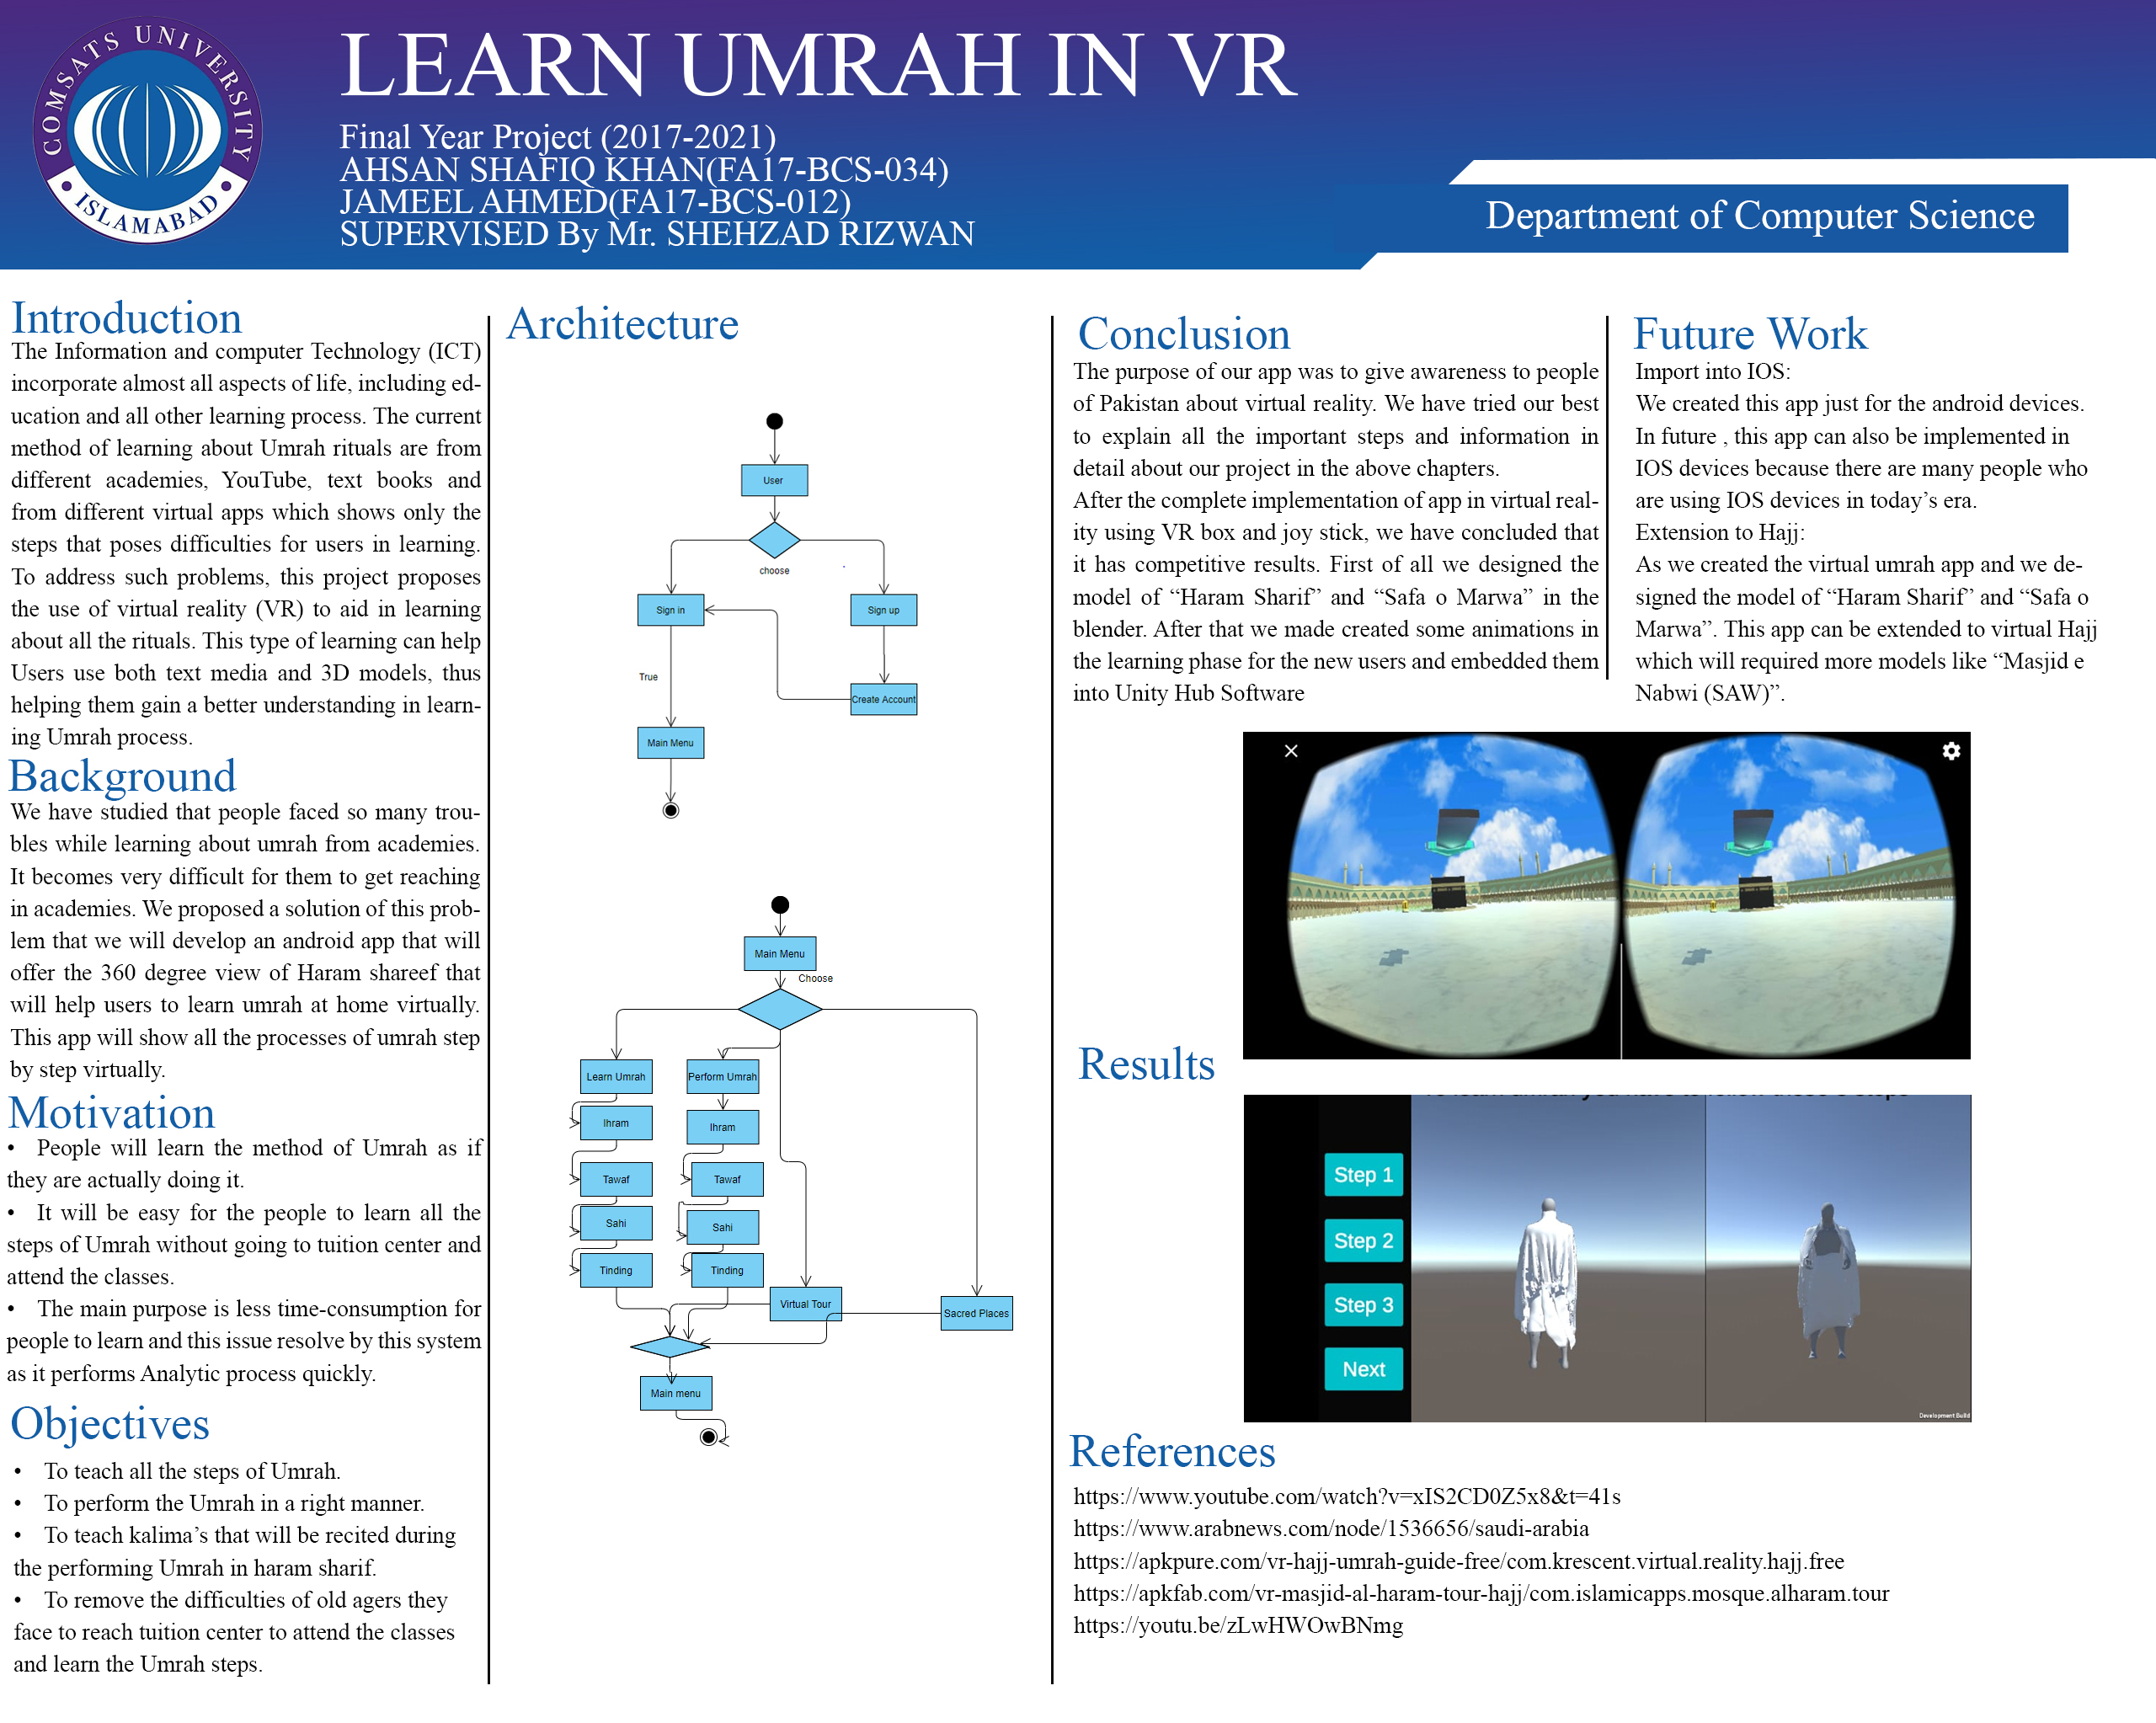 COMSATS UNIVERSITY
ISLAMABAD
LEARN UMRAH IN VR
Final Year Project (2017-2021)
AHSAN SHAFIQ KHAN(FA17-BCS-034)
JAMEEL AHMED(FA17-BCS-012)
SUPERVISED By Mr. SHEHZAD RIZWAN
Department of Computer Science
Introduction
The Information and computer Technology (ICT)
incorporate almost all aspects of life, including ed-
ucation and all other learning process. The current
method of learning about Umrah rituals are from
different academies, YouTube, text books and
from different virtual apps which shows only the
steps that poses difficulties for users in learning.
To address such problems, this project proposes
the use of virtual reality (VR) to aid in learning
about all the rituals. This type of learning can help
Users use both text media and 3D models, thus
helping them gain a better understanding in learn-
ing Umrah process.
Background
We have studied that people faced so many trou-
bles while learning about umrah from academies.
It becomes very difficult for them to get reaching
in academies. We proposed a solution of this prob-
lem that we will develop an android app that will
offer the 360 degree view of Haram shareef that
will help users to learn umrah at home virtually.
This app will show all the processes of umrah step
by step virtually.
Motivation
• People will learn the method of Umrah as if
they are actually doing it.
• It will be easy for the people to learn all the
steps of Umrah without going to tuition center and
attend the classes.
• The main purpose is less time-consumption for
people to learn and this issue resolve by this system
as it performs Analytic process quickly.
Objectives
• To teach all the steps of Umrah.
• To perform the Umrah in a right manner.
• To teach kalima’s that will be recited during
the performing Umrah in haram sharif.
• To remove the difficulties of old agers they
face to reach tuition center to attend the classes
and learn the Umrah steps.
Architecture
User
choose
Sign in
Sign up
True
Create Account
Main Menu
Main Menu
Choose
Learn Umrah
Perform Umrah
Ihram
Ihram
Tawaf
Tawaf
Sahi
Sahi
Tinding
Tinding
Virtual Tour
Sacred Places
Main menu
Conclusion
The purpose of our app was to give awareness to people
of Pakistan about virtual reality. We have tried our best
to explain all the important steps and information in
detail about our project in the above chapters.
After the complete implementation of app in virtual real-
ity using VR box and joy stick, we have concluded that
it has competitive results. First of all we designed the
model of “Haram Sharif” and “Safa o Marwa” in the
blender. After that we made created some animations in
the learning phase for the new users and embedded them
into Unity Hub Software
Future Work
Import into IOS:
We created this app just for the android devices.
In future , this app can also be implemented in
IOS devices because there are many people who
are using IOS devices in today’s era.
Extension to Hajj:
As we created the virtual umrah app and we de-
signed the model of “Haram Sharif” and “Safa o
Marwa”. This app can be extended to virtual Hajj
which will required more models like “Masjid e
Nabwi (SAW)”.
Results
Step 1
Step 2
Step 3
Next
Development Build
References
https://www.youtube.com/watch?v=xIS2CD0Z5x8&t=41s
https://www.arabnews.com/node/1536656/saudi-arabia
https://apkpure.com/vr-hajj-umrah-guide-free/com.krescent.virtual.reality.hajj.free
https://apkfab.com/vr-masjid-al-haram-tour-hajj/com.islamicapps.mosque.alharam.tour
https://youtu.be/zLwHWOwBNmg